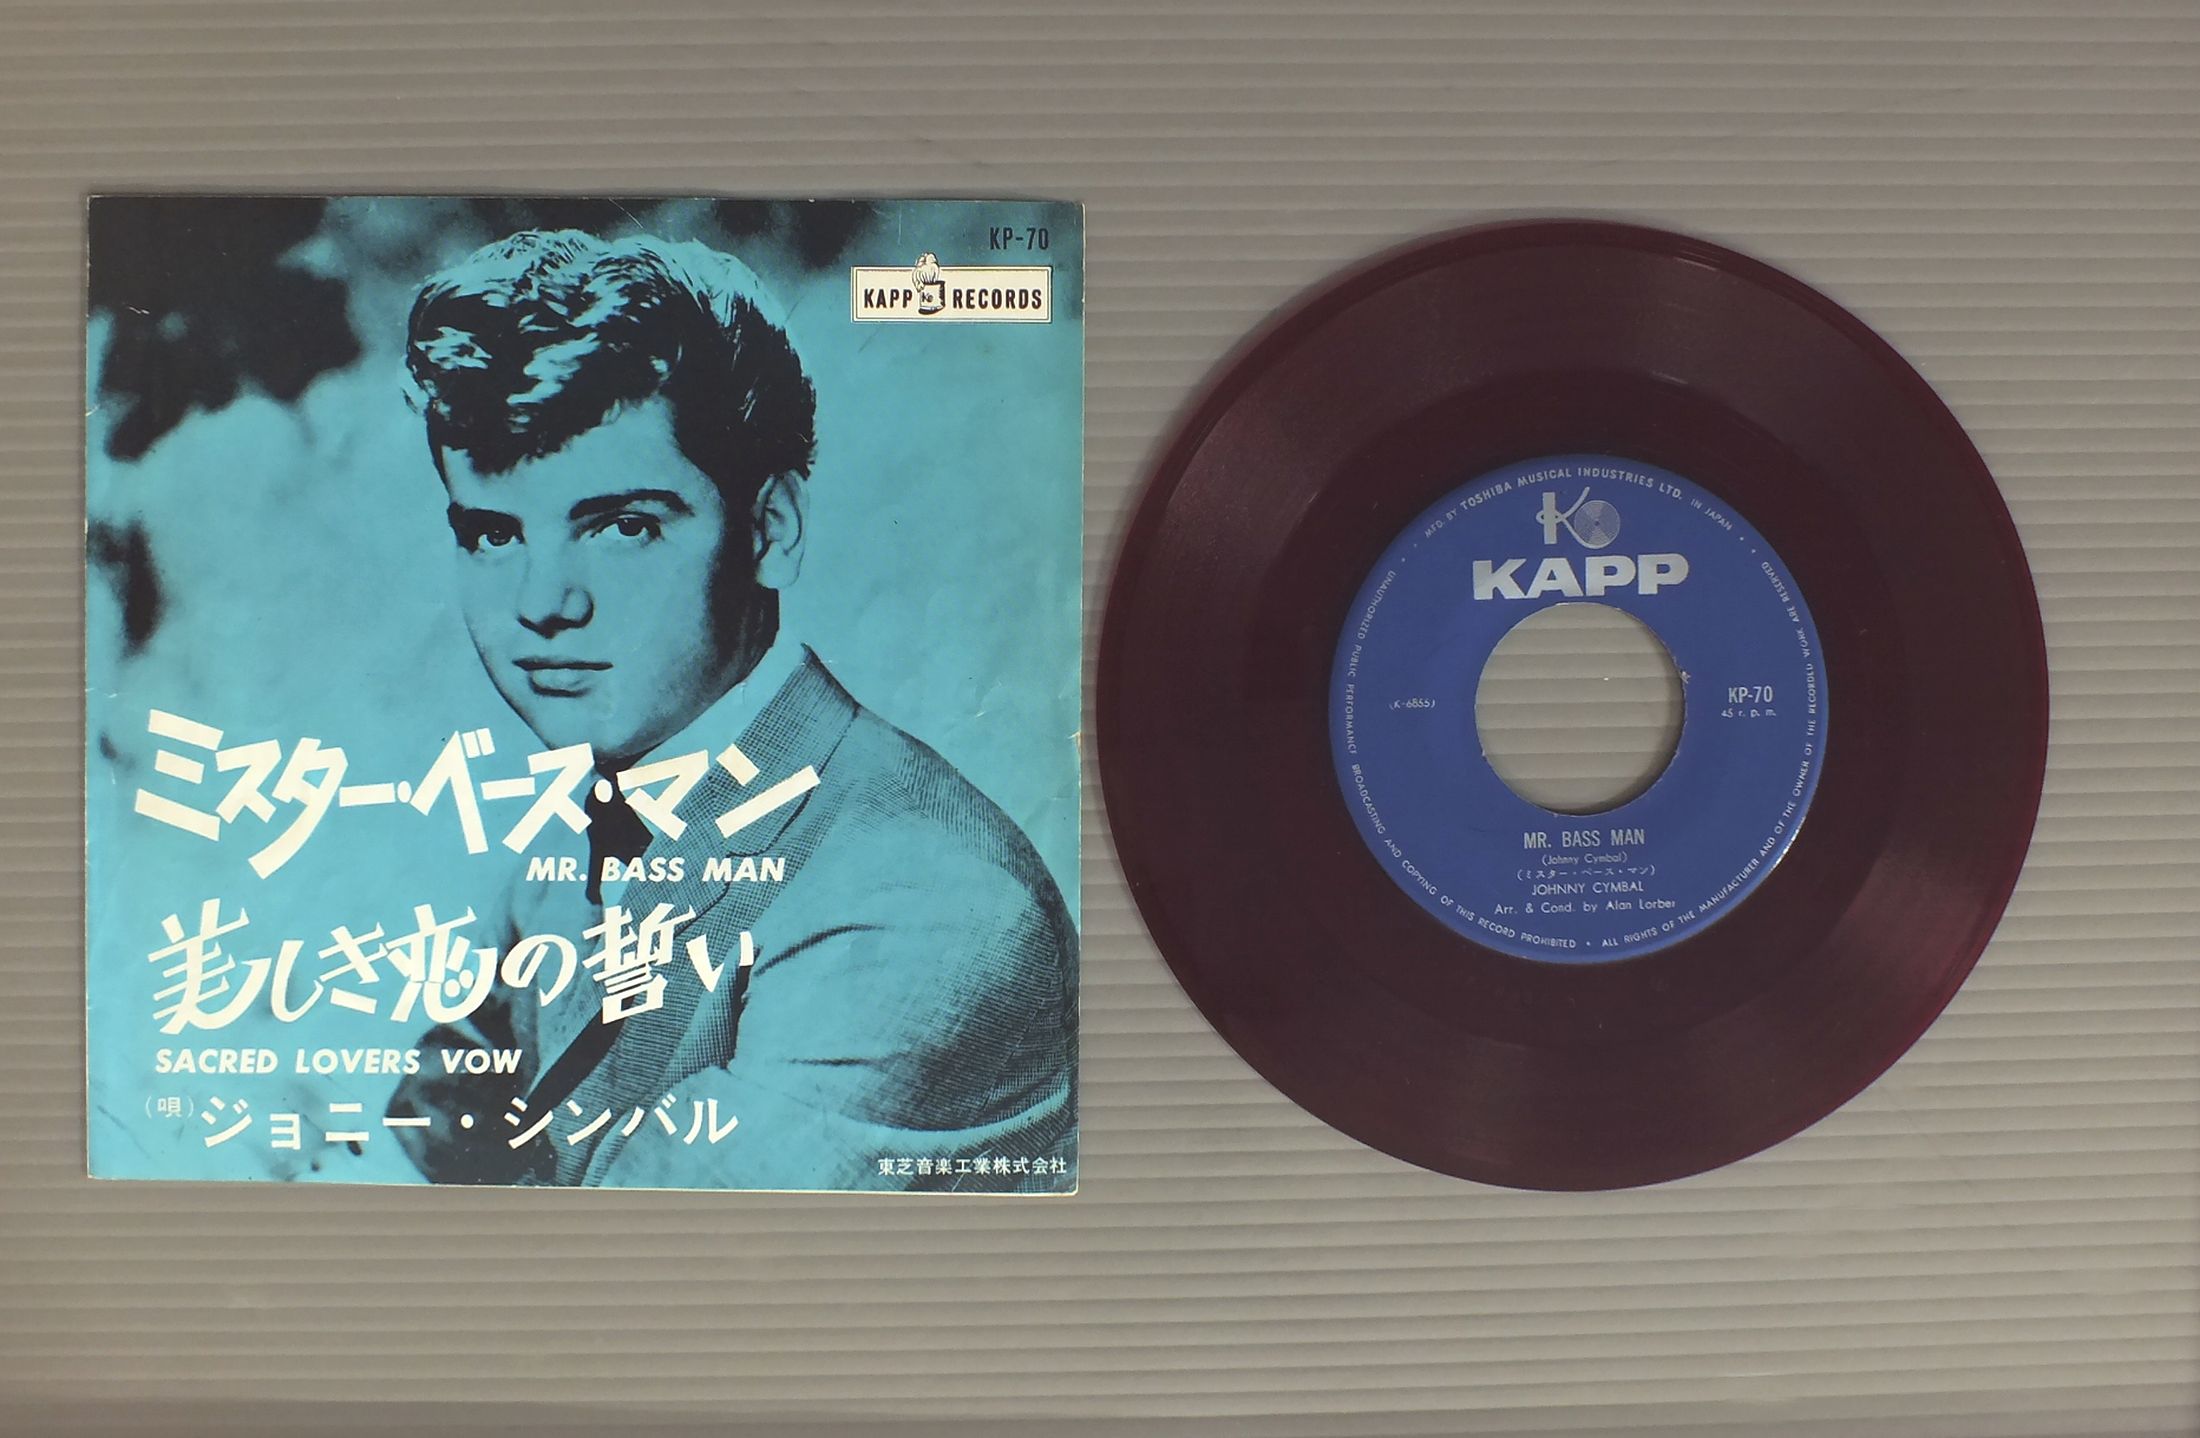 KP-70
KAPP Ko RECORDS
ミスター・ベース・マン
MR. BASS MAN
美しき恋の誓い
SACRED LOVERS VOW
(唄) ジョニー・シンバル
東芝音楽工業株式会社
MFD. BY TOSHIBA MUSICAL INDUSTRIES LTD. IN JAPAN
KAPP
(K-6855)
KP-70
45 r. p. m.
MR. BASS MAN
(Johnny Cymbal)
(ミスター・ベース・マン)
JOHNNY CYMBAL
Arr. & Cond. by Alan Lorber
UNAUTHORIZED PUBLIC PERFORMANCE BROADCASTING AND COPYING OF THIS RECORD PROHIBITED • ALL RIGHTS OF THE MANUFACTURER AND OF THE OWNER OF THE RECORDED WORK ARE RESERVED